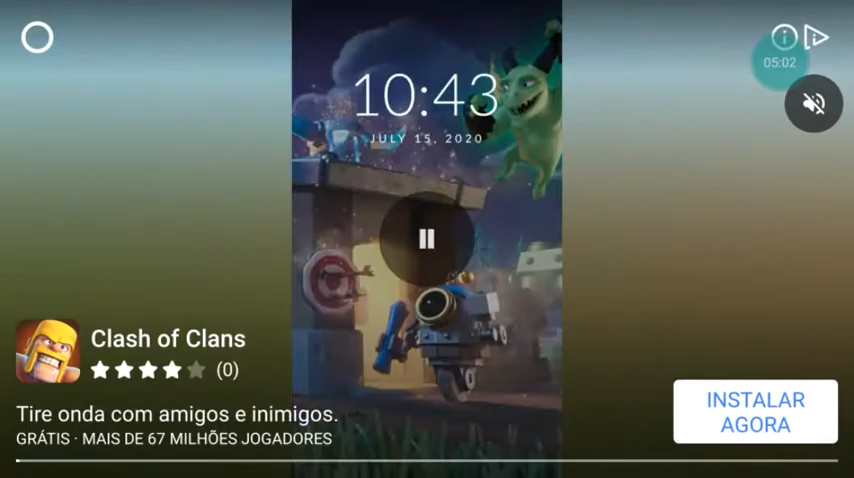 05:02
10:43
JULY 15, 2020
Clash of Clans
(0)
Tire onda com amigos e inimigos.
GRÁTIS · MAIS DE 67 MILHÕES JOGADORES
INSTALAR
AGORA